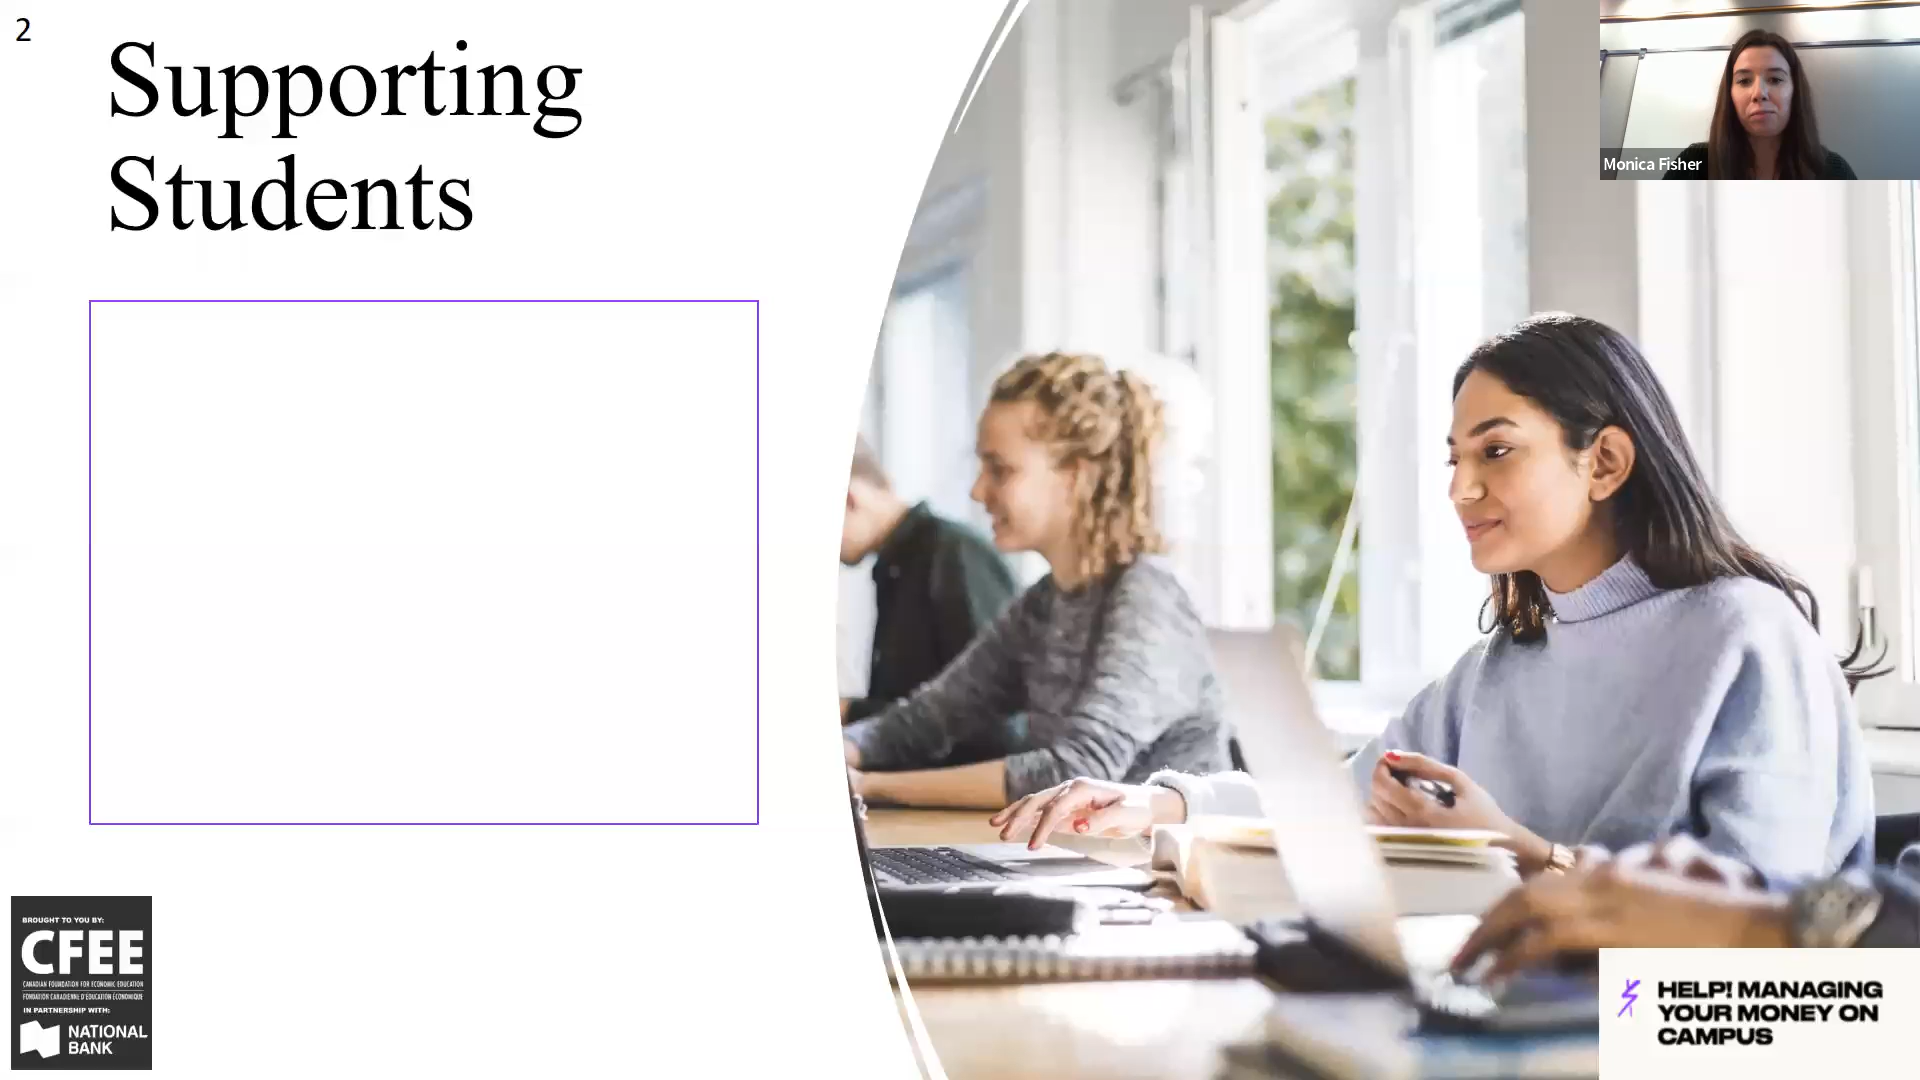 2
Supporting
Students
Monica Fisher
BROUGHT TO YOU BY:
CFEE
CANADIAN FOUNDATION FOR ECONOMIC EDUCATION
FONDATION CANADIENNE D'ÉDUCATION ÉCONOMIQUE
IN PARTNERSHIP WITH:
NATIONAL
BANK
HELP! MANAGING
YOUR MONEY ON
CAMPUS